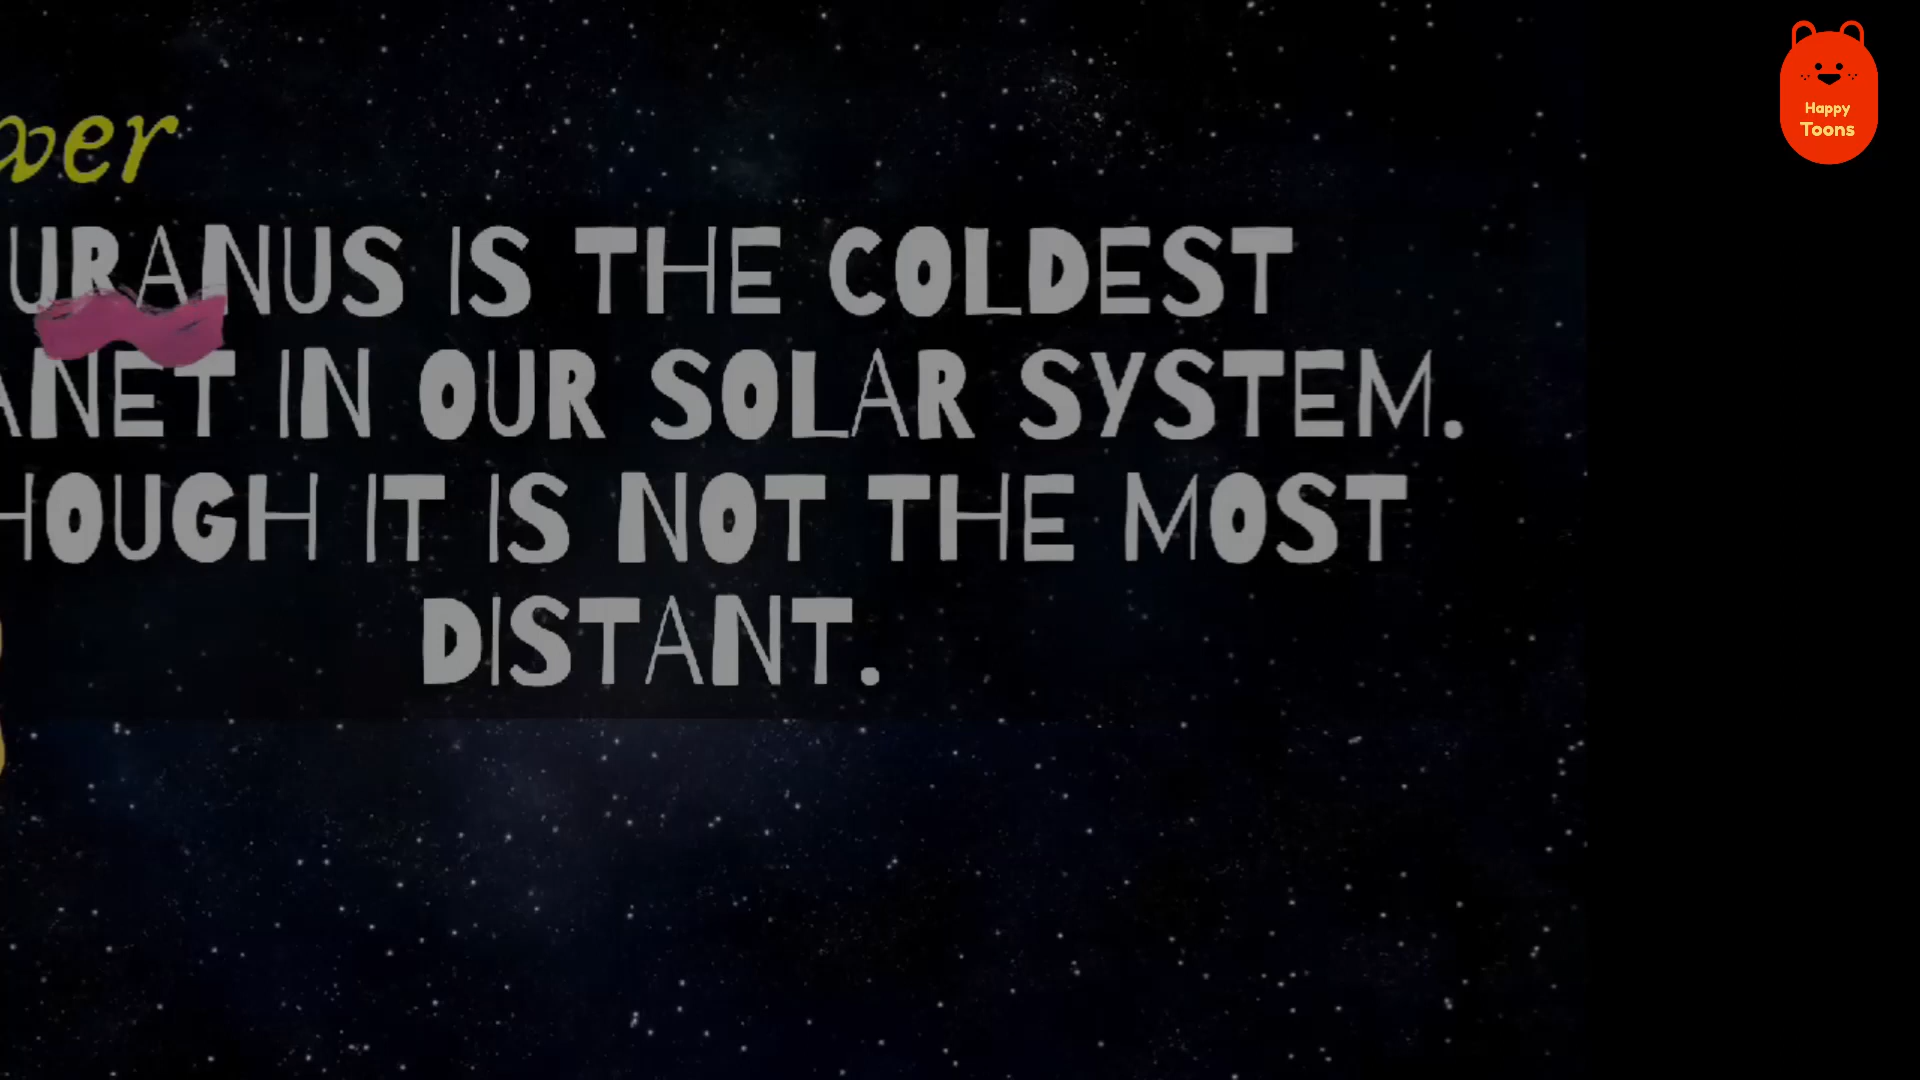 wer
URANUS IS THE COLDEST
ANET IN OUR SOLAR SYSTEM.
HOUGH IT IS NOT THE MOST
DISTANT.
Happy
Toons